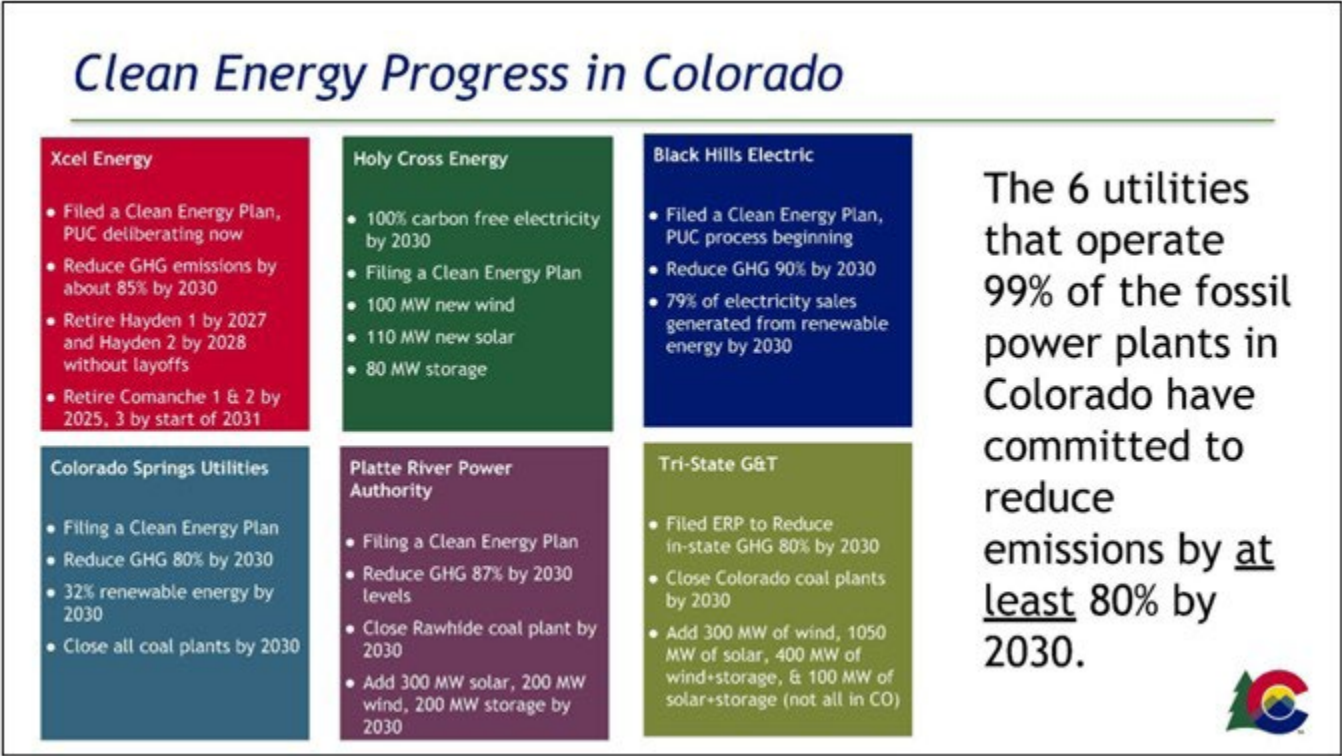 Clean Energy Progress in Colorado
Xcel Energy
• Filed a Clean Energy Plan,
PUC deliberating now
• Reduce GHG emissions by
about 85% by 2030
• Retire Hayden 1 by 2027
and Hayden 2 by 2028
without layoffs
• Retire Comanche 1 & 2 by
2025, 3 by start of 2031
Holy Cross Energy
• 100% carbon free electricity
by 2030
• Filing a Clean Energy Plan
• 100 MW new wind
• 110 MW new solar
• 80 MW storage
Black Hills Electric
• Filed a Clean Energy Plan,
PUC process beginning
• Reduce GHG 90% by 2030
• 79% of electricity sales
generated from renewable
energy by 2030
Colorado Springs Utilities
• Filing a Clean Energy Plan
• Reduce GHG 80% by 2030
• 32% renewable energy by
2030
• Close all coal plants by 2030
Platte River Power
Authority
• Filing a Clean Energy Plan
• Reduce GHG 87% by 2030
levels
• Close Rawhide coal plant by
2030
• Add 300 MW solar, 200 MW
wind, 200 MW storage by
2030
Tri-State G&T
• Filed ERP to Reduce
in-state GHG 80% by 2030
• Close Colorado coal plants
by 2030
• Add 300 MW of wind, 1050
MW of solar, 400 MW of
wind+storage, & 100 MW of
solar+storage (not all in CO)
The 6 utilities
that operate
99% of the fossil
power plants in
Colorado have
committed to
reduce
emissions by at
least 80% by
2030.